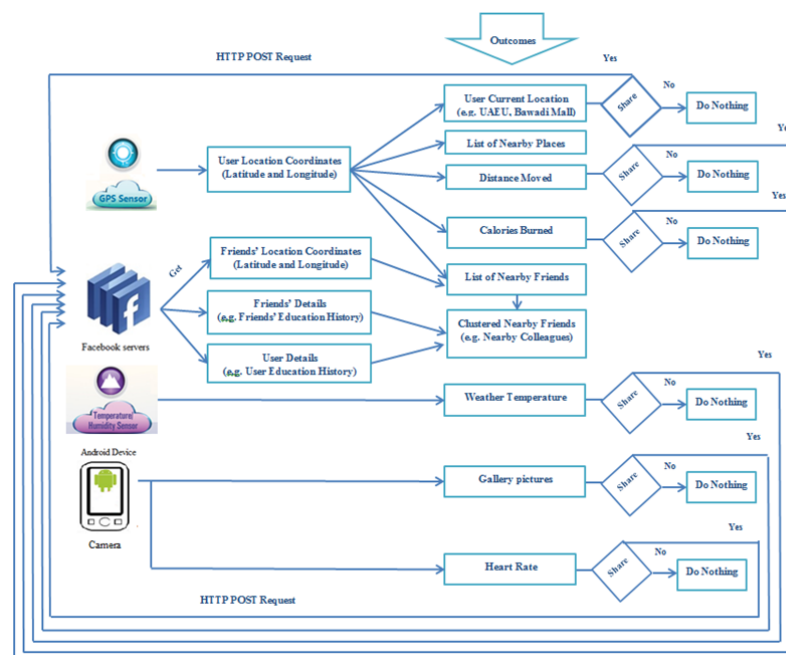 Outcomes
HTTP POST Request
Yes
User Current Location
(e.g. UAEU, Bawadi Mall)
Share
No
Do Nothing
List of Nearby Places
GPS Sensor
User Location Coordinates
(Latitude and Longitude)
Distance Moved
Share
No
Do Nothing
Ye
Calories Burned
Share
No
Do Nothing
Yes
Get
Friends' Location Coordinates
(Latitude and Longitude)
List of Nearby Friends
Friends' Details
(e.g. Friends' Education History)
Clustered Nearby Friends
(e.g. Nearby Colleagues)
Facebook servers
User Details
(e.g. User Education History)
Temperature/
Humidity Sensor
Weather Temperature
Share
No
Do Nothing
Yes
Android Device
Camera
Gallery pictures
Share
No
Do Nothing
Yes
Heart Rate
Share
No
Do Nothing
Yes
HTTP POST Request